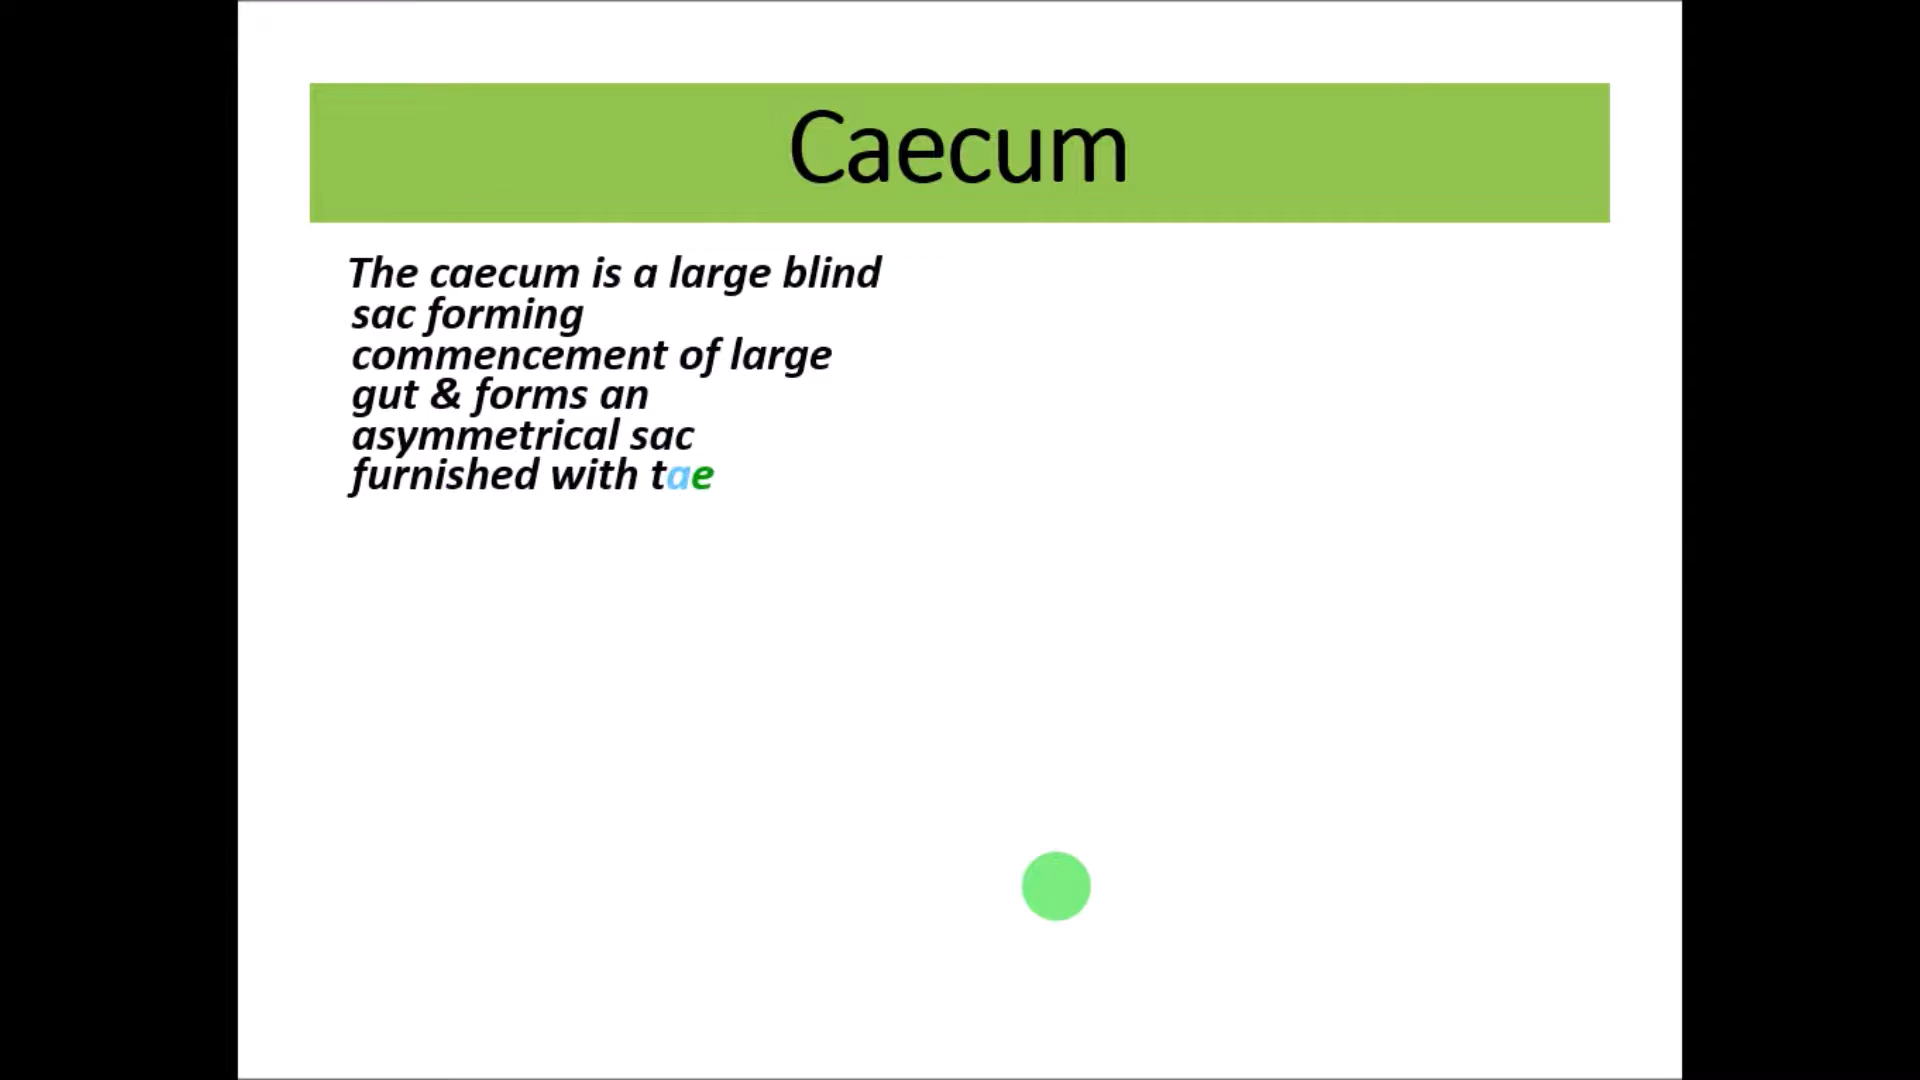 Caecum
The caecum is a large blind
sac forming
commencement of large
gut & forms an
asymmetrical sac
furnished with tae